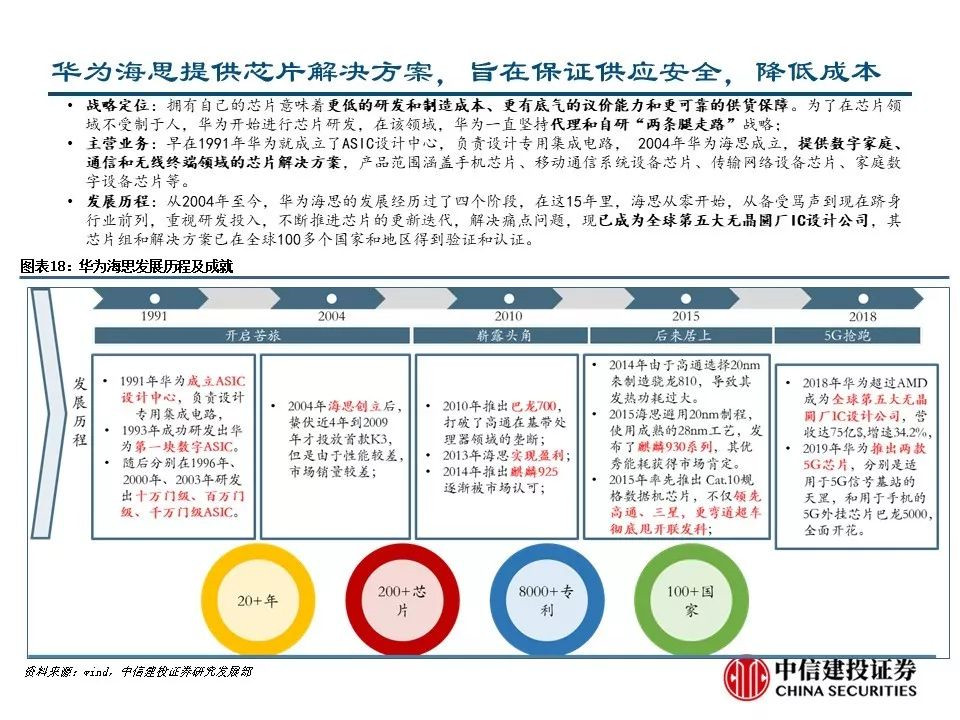 华为海思提供芯片解决方案，旨在保证供应安全，降低成本
• 战略定位：拥有自己的芯片意味着更低的研发和制造成本、更有底气的议价能力和更可靠的供货保障。为了在芯片领
域不受制于人，华为开始进行芯片研发，在该领域，华为一直坚持代理和自研“两条腿走路”战略；
• 主营业务：早在1991年华为就成立了ASIC设计中心，负责设计专用集成电路， 2004年华为海思成立，提供数字家庭、
通信和无线终端领域的芯片解决方案，产品范围涵盖手机芯片、移动通信系统设备芯片、传输网络设备芯片、家庭数
字设备芯片等。
• 发展历程：从2004年至今，华为海思的发展经历过了四个阶段，在这15年里，海思从零开始，从备受骂声到现在跻身
行业前列，重视研发投入，不断推进芯片的更新迭代，解决痛点问题，现已成为全球第五大无晶圆厂IC设计公司，其
芯片组和解决方案已在全球100多个国家和地区得到验证和认证。
图表18：华为海思发展历程及成就
发展历程
1991
2004
2010
2015
2018
开启苦旅
崭露头角
后来居上
5G抢跑
• 1991年华为成立ASIC
设计中心，负责设计
专用集成电路，
• 1993年成功研发出华
为第一块数字ASIC。
• 随后分别在1996年、
2000年、2003年研发
出十万门级、百万门
级、千万门级ASIC。
• 2004年海思创立后，
蛰伏近4年到2009
年才投放首款K3，
但是由于性能较差，
市场销量较差；
• 2010年推出巴龙700，
打破了高通在基带处
理器领域的垄断；
• 2013年海思实现盈利；
• 2014年推出麒麟925
逐渐被市场认可；
• 2014年由于高通选择20nm
来制造骁龙810，导致其
发热功耗过大。
• 2015海思避用20nm制程，
使用成熟的28nm工艺，发
布了麒麟930系列，其优
秀能耗获得市场肯定。
• 2015年率先推出 Cat.10规
格数据机芯片，不仅领先
高通、三星，更弯道超车
彻底甩开联发科；
• 2018年华为超过AMD
成为全球第五大无晶
圆厂IC设计公司，营
收达75亿$,增速34.2%，
• 2019年华为推出两款
5G芯片，分别是适
用于5G信号基站的
天罡，和用于手机的
5G外挂芯片巴龙5000，
全面开花。
20+年
200+芯
片
8000+专
利
100+国
家
资料来源：wind，中信建投证券研究发展部
中信建投证券
CHINA SECURITIES